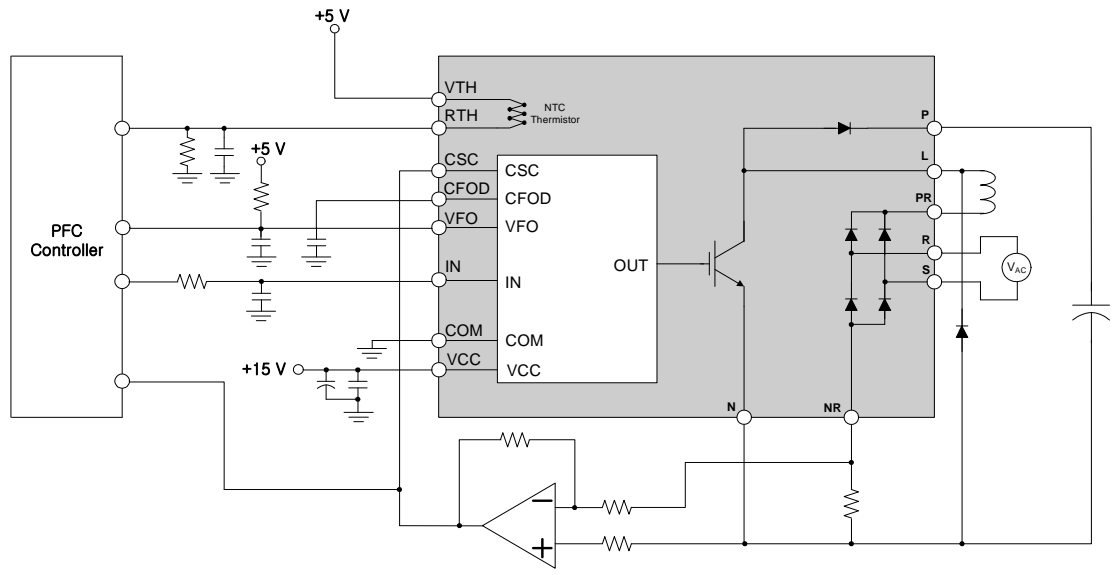 +5 V
VTH
RTH
NTC
Thermistor
P
+5 V
CSC
CSC
L
CFOD
CFOD
PR
VFO
VFO
R
PFC
Controller
OUT
VAC
IN
IN
S
COM
COM
+15 V
VCC
VCC
N
NR
−
+